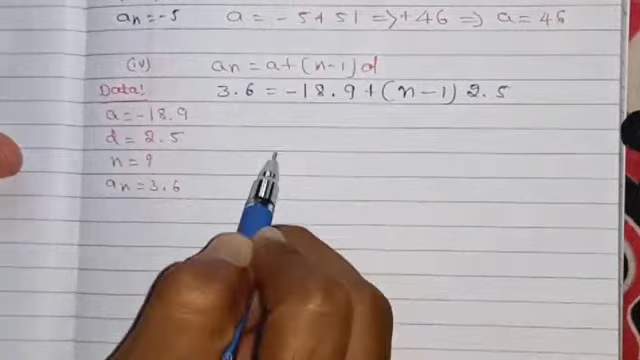 an = -5 a = -5+51 => +46 => a = 46
(iv) an = a+(n-1)d
Data! 3.6 = -18.9+(n-1) 2.5
a = -18.9
d = 2.5
n = 9
an = 3.6